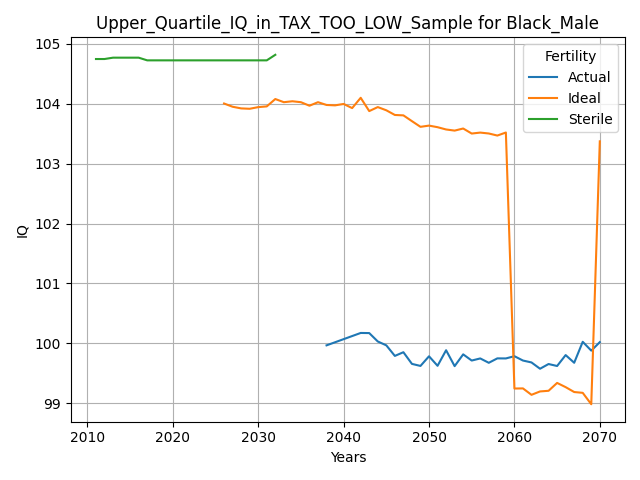 Upper_Quartile_IQ_in_TAX_TOO_LOW_Sample for Black_Male
Fertility
Actual
Ideal
Sterile
IQ
105
104
103
102
101
100
99
2010 2020 2030 2040 2050 2060 2070
Years